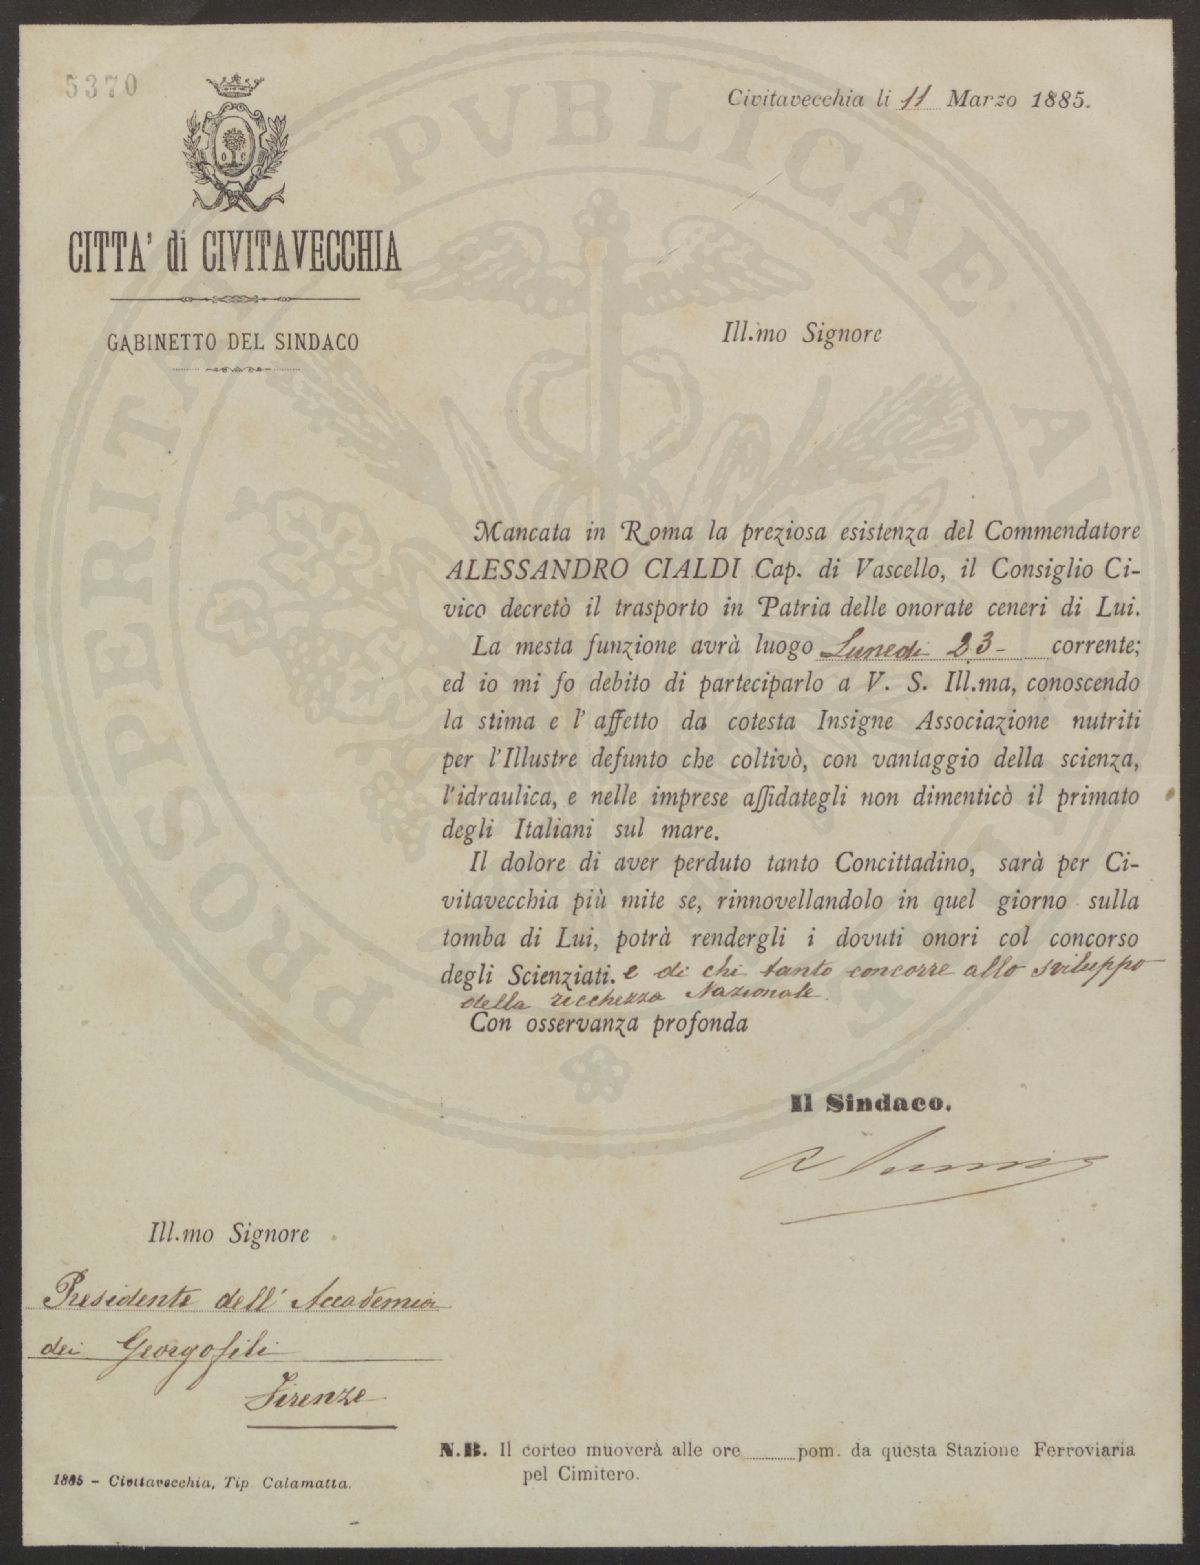 5370
Civitavecchia li 11 Marzo 1885.
CITTA' di CIVITAVECCHIA
GABINETTO DEL SINDACO
Ill.mo Signore
Mancata in Roma la preziosa esistenza del Commendatore
ALESSANDRO CIALDI Cap. di Vascello, il Consiglio Ci-
vico decretò il trasporto in Patria delle onorate ceneri di Lui.
La mesta funzione avrà luogo Lunedì 23- corrente;
ed io mi fo debito di parteciparlo a V. S. Ill.ma, conoscendo
la stima e l' affetto da cotesta Insigne Associazione nutriti
per l'Illustre defunto che coltivò, con vantaggio della scienza,
l'idraulica, e nelle imprese affidategli non dimenticò il primato
degli Italiani sul mare.
Il dolore di aver perduto tanto Concittadino, sarà per Ci-
vitavecchia più mite se, rinnovellandolo in quel giorno sulla
tomba di Lui, potrà rendergli i dovuti onori col concorso
degli Scienziati. e di chi tanto concorre allo sviluppo
della ricchezza Nazionale.
Con osservanza profonda
Il Sindaco.
Ill.mo Signore
Presidente dell' Accademia
dei Georgofili
Firenze
N.B. Il corteo muoverà alle ore pom. da questa Stazione Ferroviaria
pel Cimitero.
1885 - Civitavecchia, Tip. Calamatta.
PROSPERITATI PVBLICAE AV